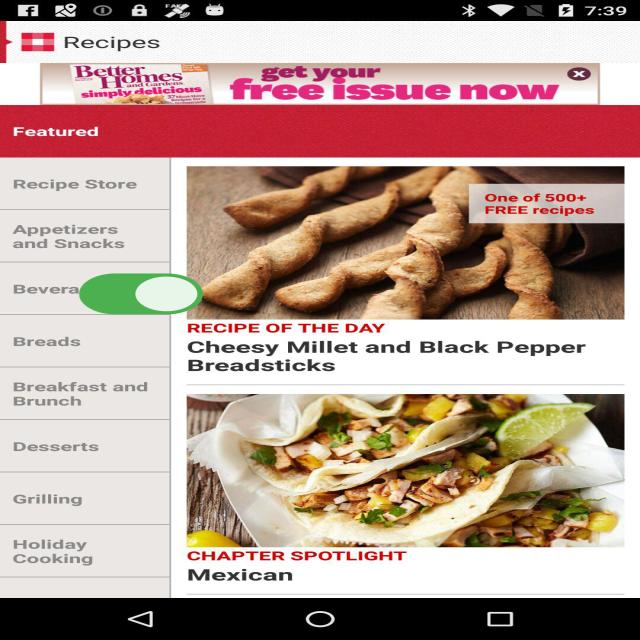 7:39
Recipes
Better
Homes
and Gardens
simply delicious
get your
free issue now
Featured
Recipe Store
Appetizers
and Snacks
Bevera
Breads
Breakfast and
Brunch
Desserts
Grilling
Holiday
Cooking
One of 500+
FREE recipes
RECIPE OF THE DAY
Cheesy Millet and Black Pepper
Breadsticks
CHAPTER SPOTLIGHT
Mexican